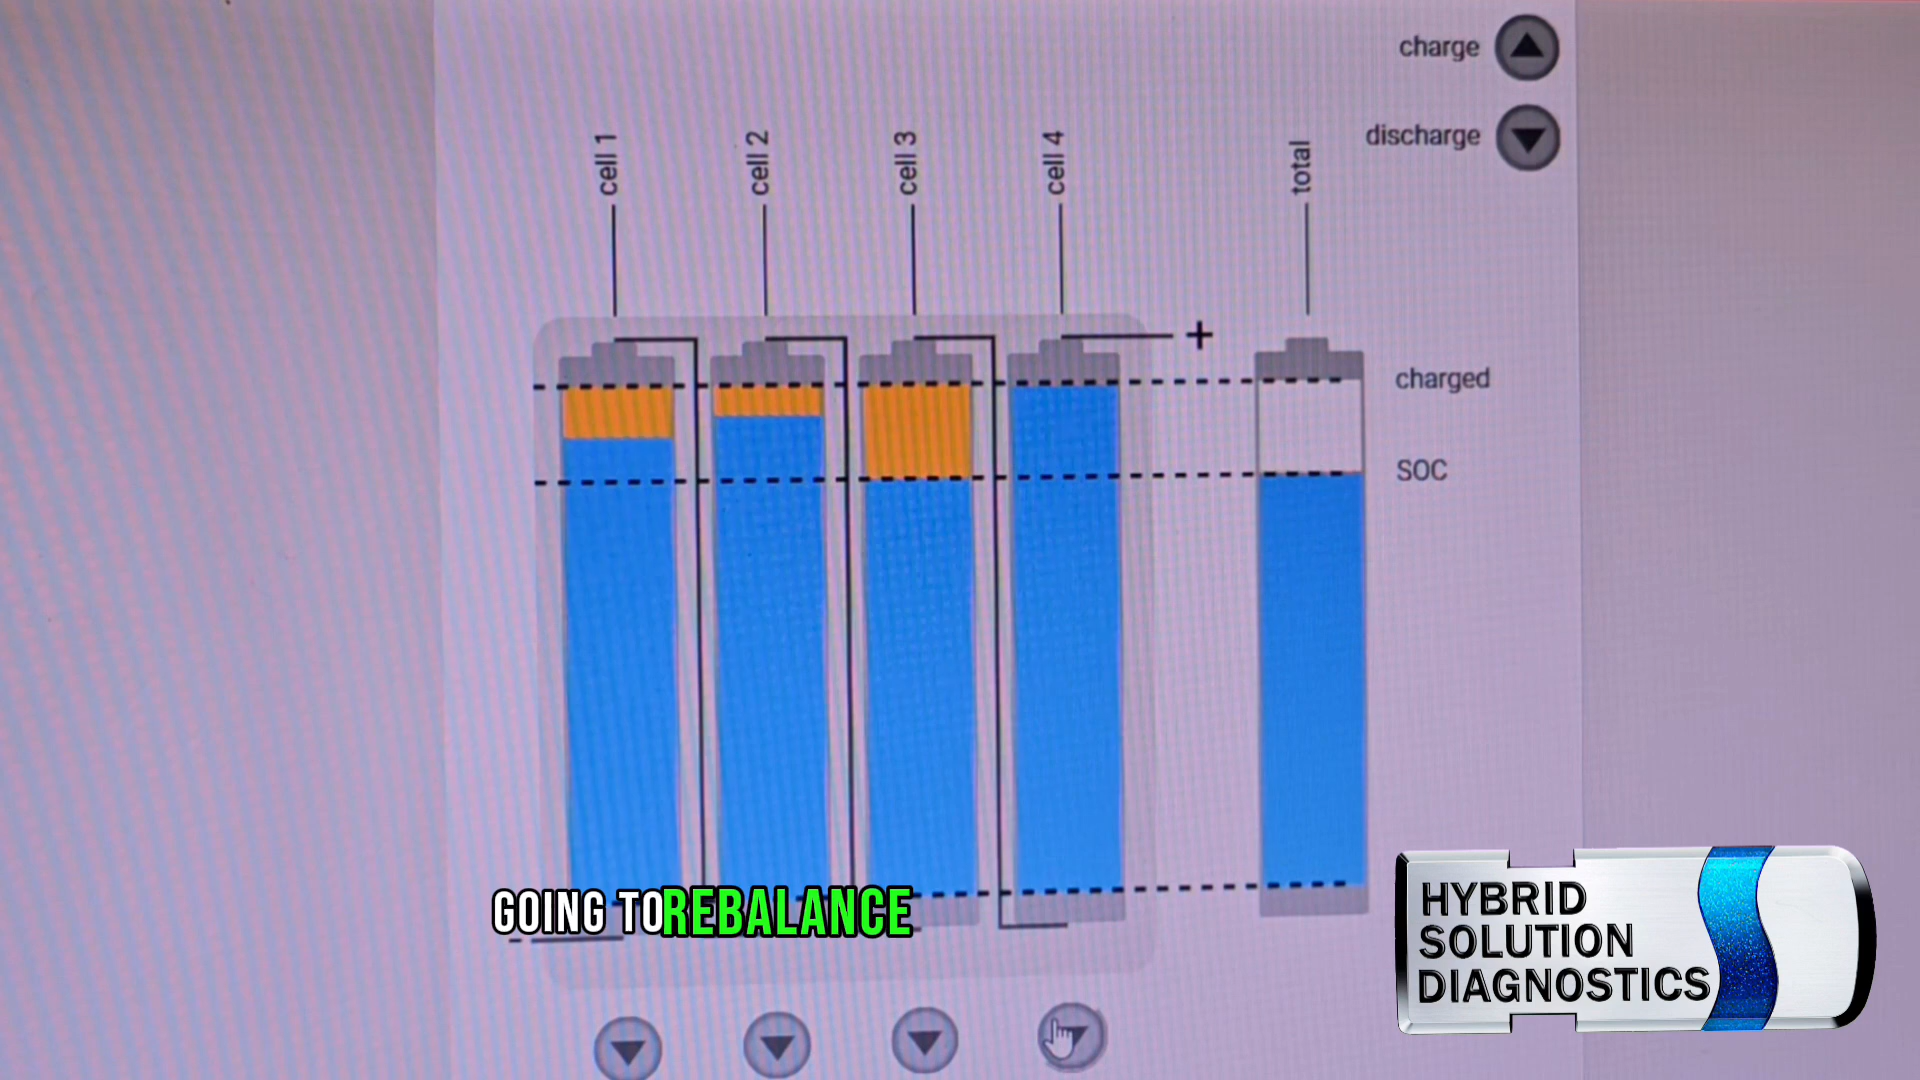 charge
discharge
cell 1
cell 2
cell 3
cell 4
total
+
charged
SOC
GOING TO REBALANCE
-
HYBRID
SOLUTION
DIAGNOSTICS